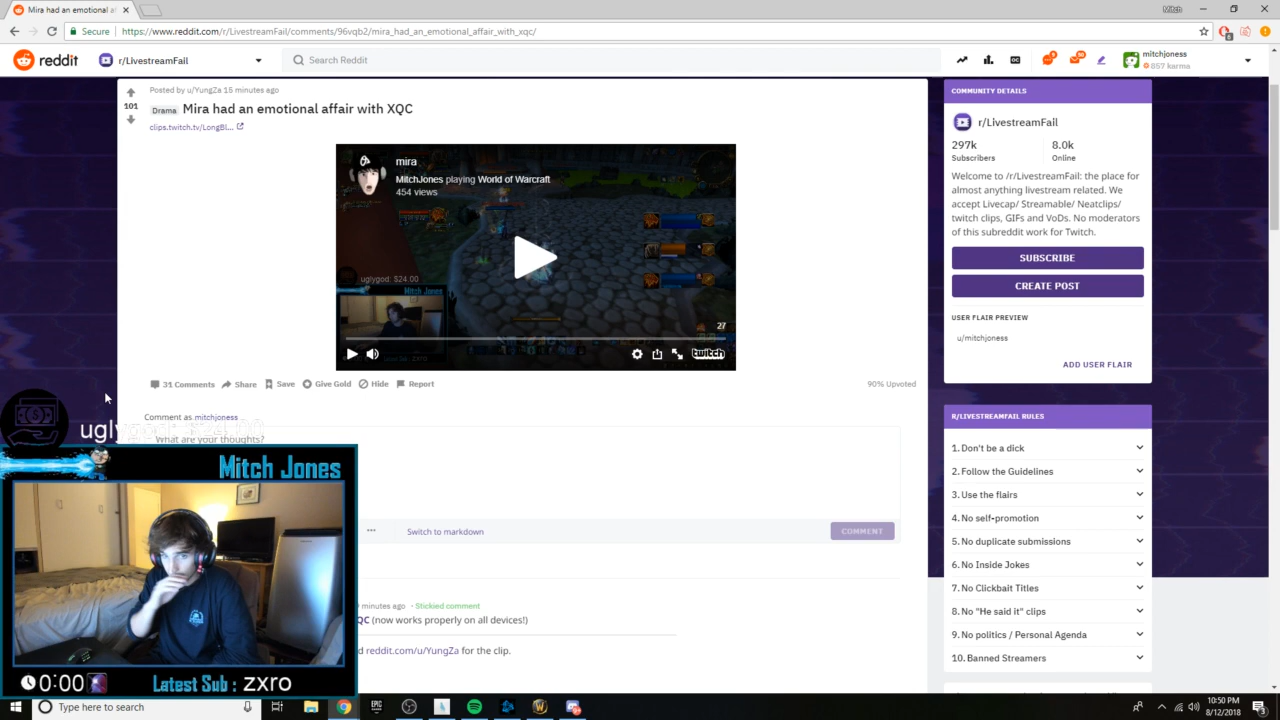 Mira had an emotional af
Mitch
Secure
https://www.reddit.com/r/LivestreamFail/comments/96vqb2/mira_had_an_emotional_affair_with_xqc/
reddit
r/LivestreamFail
Search Reddit
mitchjoness
857 karma
Posted by u/YungZa 15 minutes ago
101
Drama Mira had an emotional affair with XQC
clips.twitch.tv/LongBl...
mira
MitchJones playing World of Warcraft
454 views
uglygod: $24.00
Mitch Jones
27
twitch
31 Comments Share Save Give Gold Hide Report
90% Upvoted
Comment as mitchjoness
What are your thoughts?
Switch to markdown
COMMENT
minutes ago · Stickied comment
QC (now works properly on all devices!)
d reddit.com/u/YungZa for the clip.
COMMUNITY DETAILS
r/LivestreamFail
297k
Subscribers
8.0k
Online
Welcome to /r/LivestreamFail: the place for
almost anything livestream related. We
accept Livecap/ Streamable/ Neatclips/
twitch clips, GIFs and VoDs. No moderators
of this subreddit work for Twitch.
SUBSCRIBE
CREATE POST
USER FLAIR PREVIEW
u/mitchjoness
ADD USER FLAIR
R/LIVESTREAMFAIL RULES
1. Don't be a dick
2. Follow the Guidelines
3. Use the flairs
4. No self-promotion
5. No duplicate submissions
6. No Inside Jokes
7. No Clickbait Titles
8. No "He said it" clips
9. No politics / Personal Agenda
10. Banned Streamers
uglygod: $24.00
Mitch Jones
0:00
Latest Sub : zxro
Type here to search
10:50 PM
8/12/2018